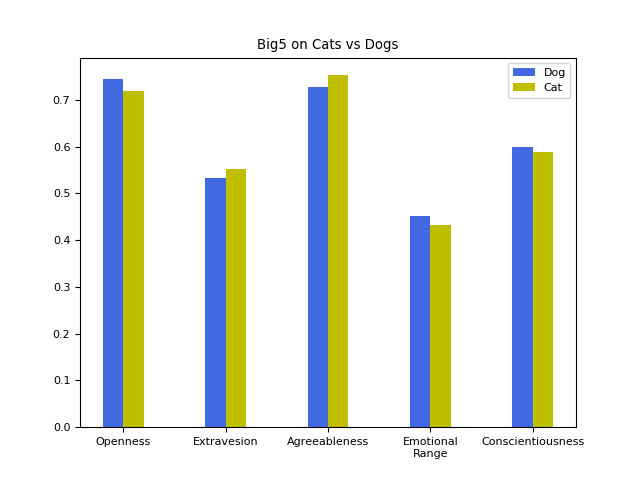 Big5 on Cats vs Dogs
Dog
Cat
0.7
0.6
0.5
0.4
0.3
0.2
0.1
0.0
Openness
Extravesion
Agreeableness
Emotional
Range
Conscientiousness